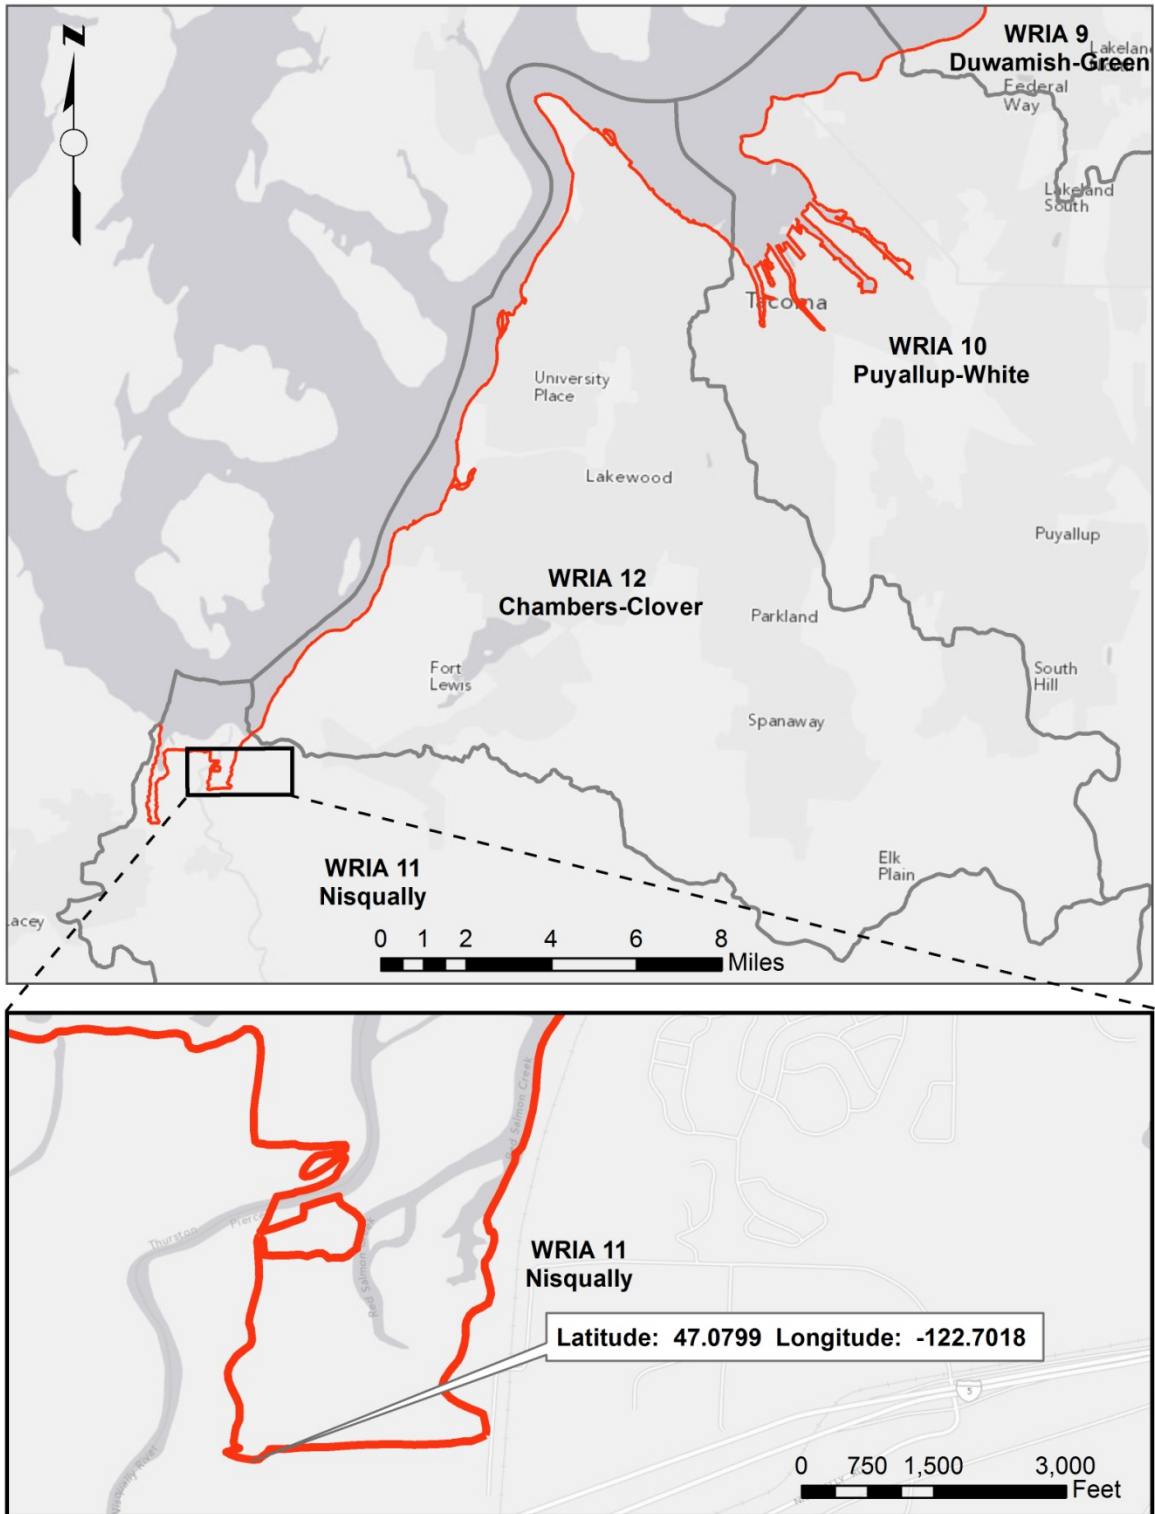 N
WRIA 9
Duwamish-Green
Federal
Way
Lakeland
South
Tacoma
WRIA 10
Puyallup-White
University
Place
Lakewood
Puyallup
WRIA 12
Chambers-Clover
Parkland
Fort
Lewis
South
Hill
Spanaway
Elk
Plain
WRIA 11
Nisqually
Lacey
0 1 2 4 6 8
Miles
Red Salmon Creek
Thurston
Pierce
Red Salmon Creek
WRIA 11
Nisqually
Latitude: 47.0799 Longitude: -122.7018
5
Nisqually River
0 750 1,500 3,000
Feet